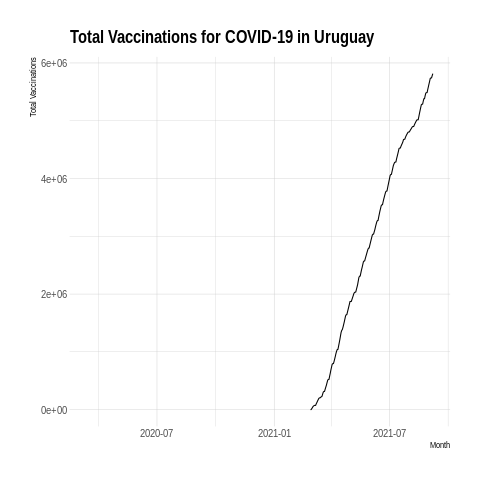 Total Vaccinations for COVID-19 in Uruguay
Total Vaccinations
6e+06
4e+06
2e+06
0e+00
2020-07
2021-01
2021-07
Month